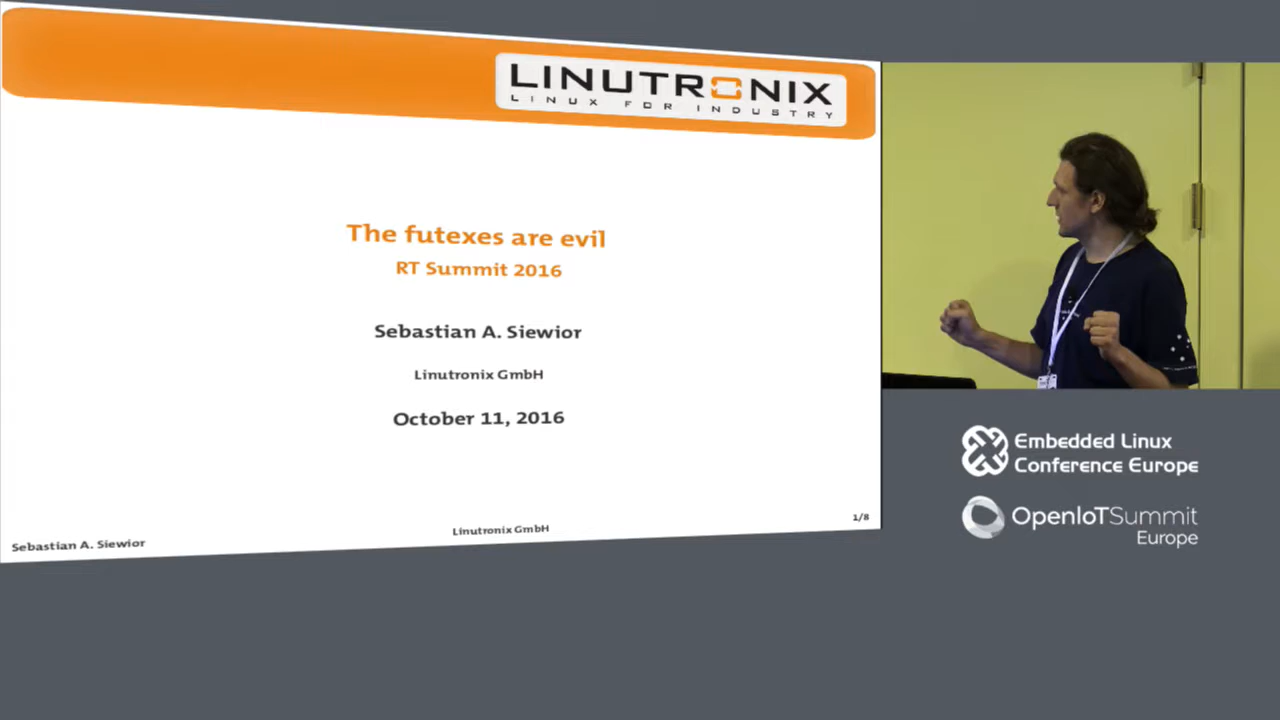 LINUTRONIX
LINUX FOR INDUSTRY
The futexes are evil
RT Summit 2016
Sebastian A. Siewior
Linutronix GmbH
October 11, 2016
Sebastian A. Siewior
Linutronix GmbH
1/8
Embedded Linux
Conference Europe
OpenIoTSummit
Europe